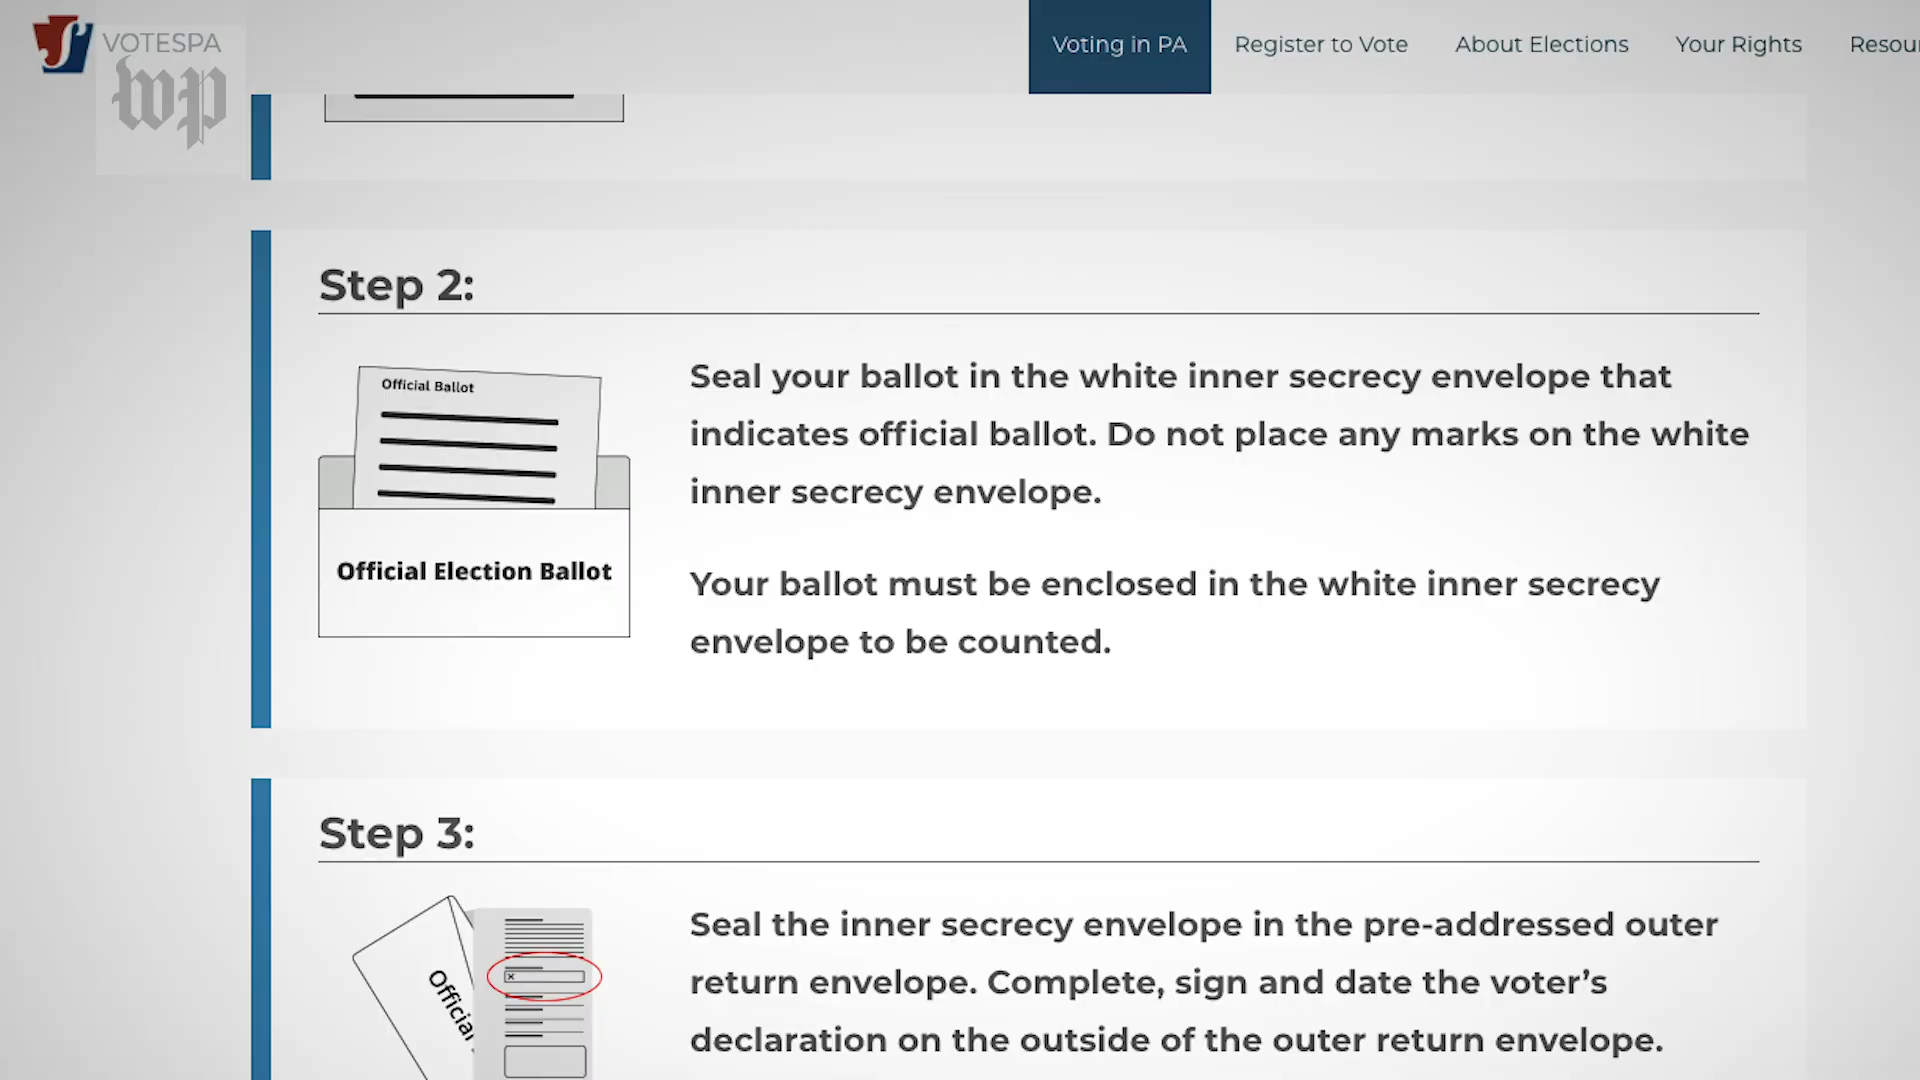 VOTESPA
wp
Voting in PA
Register to Vote
About Elections
Your Rights
Resour
Step 2:
Official Ballot
Official Election Ballot
Seal your ballot in the white inner secrecy envelope that
indicates official ballot. Do not place any marks on the white
inner secrecy envelope.
Your ballot must be enclosed in the white inner secrecy
envelope to be counted.
Step 3:
Official
Seal the inner secrecy envelope in the pre-addressed outer
return envelope. Complete, sign and date the voter’s
declaration on the outside of the outer return envelope.